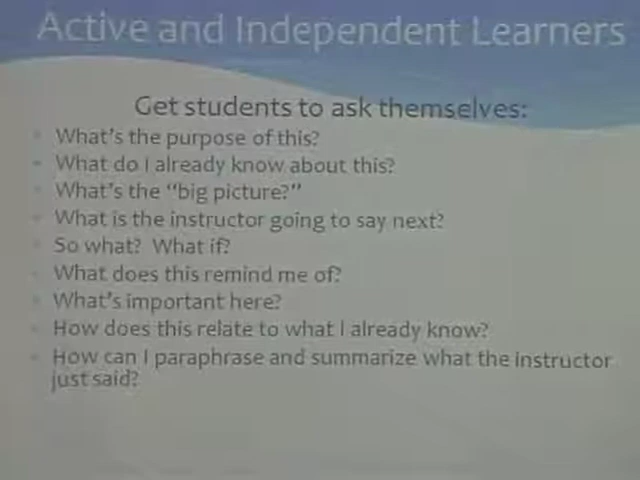 Active and Independent Learners
Get students to ask themselves:
What's the purpose of this?
What do I already know about this?
What's the "big picture?"
What is the instructor going to say next?
So what? What if?
What does this remind me of?
What's important here?
How does this relate to what I already know?
How can I paraphrase and summarize what the instructor
just said?